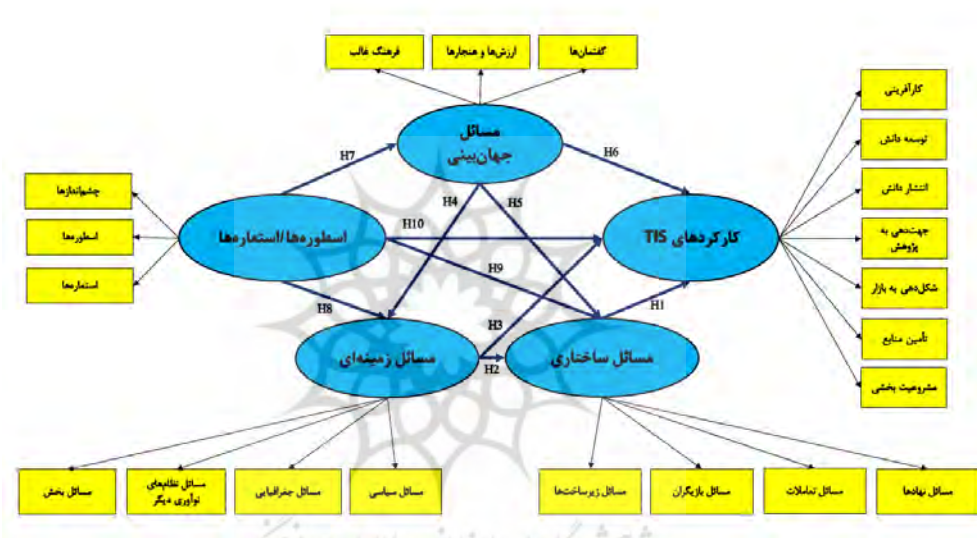 گفتمان‌ها
ارزش‌ها و هنجارها
فرهنگ غالب
کارآفرینی
توسعه دانش
انتشار دانش
جهت‌دهی به
پژوهش
شکل‌دهی به بازار
تأمین منابع
مشروعیت بخشی
مسائل
جهان‌بینی
H7
H6
H4
H5
چشم‌اندازها
اسطوره‌ها
استعاره‌ها
اسطوره‌ها/استعاره‌ها
H10
کارکردهای TIS
H9
H8
H3
H1
مسائل زمینه‌ای
H2
مسائل ساختاری
مسائل نهادها
مسائل تعاملات
مسائل بازیگران
مسائل زیرساخت‌ها
مسائل سیاسی
مسائل جغرافیایی
مسائل نظام‌های
نوآوری دیگر
مسائل بخش